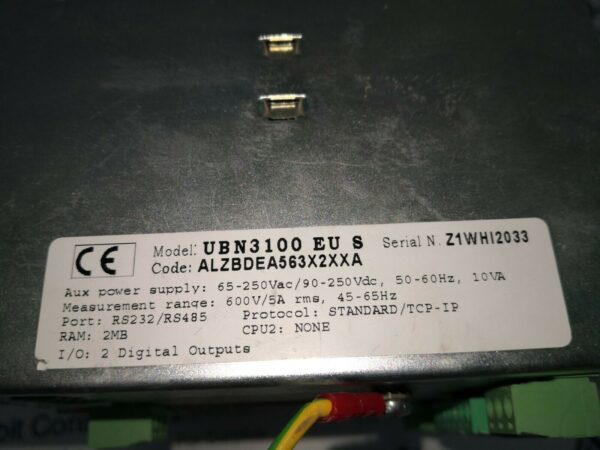 CE Model: UBN3100 EU S Serial N. Z1WHI2033
Code: ALZBDEA563X2XXA
Aux power supply: 65-250Vac/90-250Vdc, 50-60Hz, 10VA
Measurement range: 600V/5A rms, 45-65Hz
Port: RS232/RS485 Protocol: STANDARD/TCP-IP
RAM: 2MB CPU2: NONE
I/O: 2 Digital Outputs